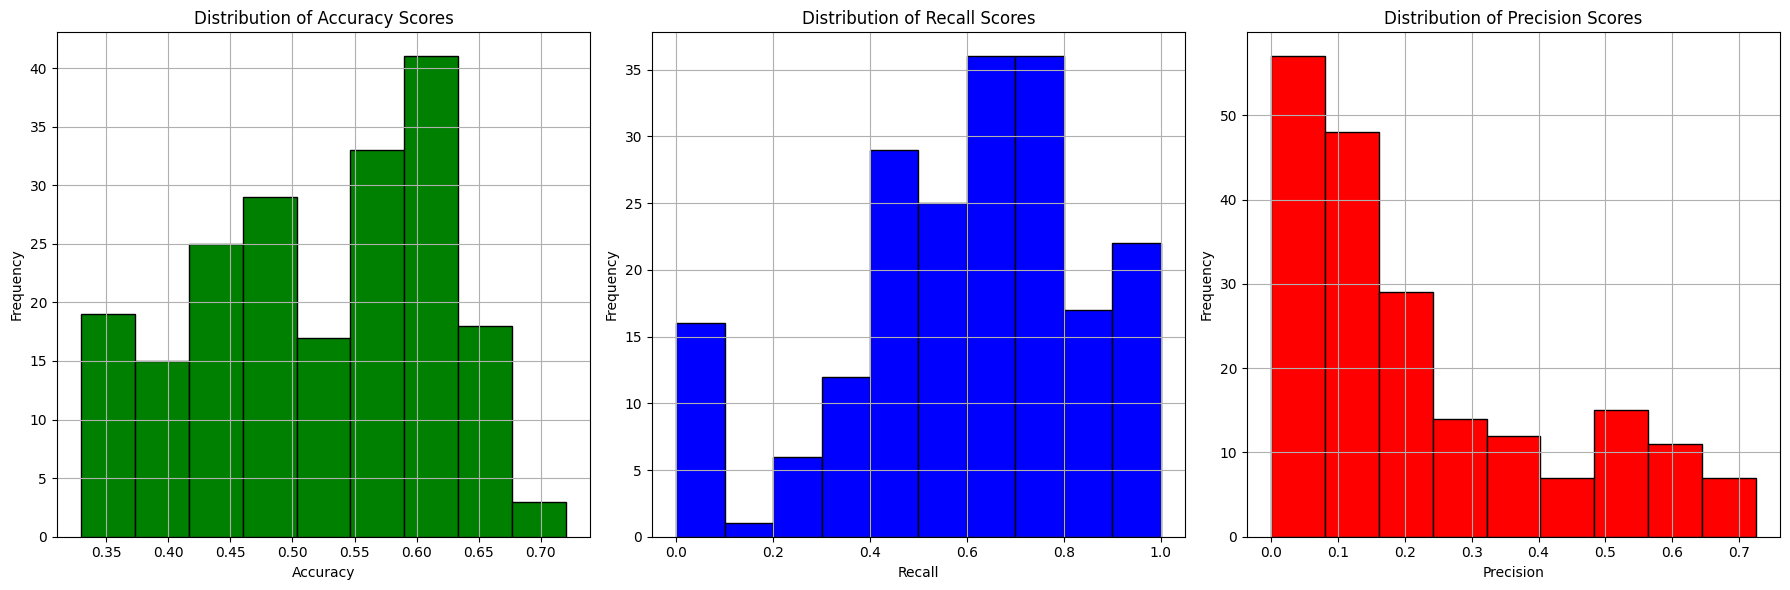 Distribution of Accuracy Scores
Frequency
40
35
30
25
20
15
10
5
0
0.35 0.40 0.45 0.50 0.55 0.60 0.65 0.70
Accuracy
Distribution of Recall Scores
Frequency
35
30
25
20
15
10
5
0
0.0 0.2 0.4 0.6 0.8 1.0
Recall
Distribution of Precision Scores
Frequency
50
40
30
20
10
0
0.0 0.1 0.2 0.3 0.4 0.5 0.6 0.7
Precision